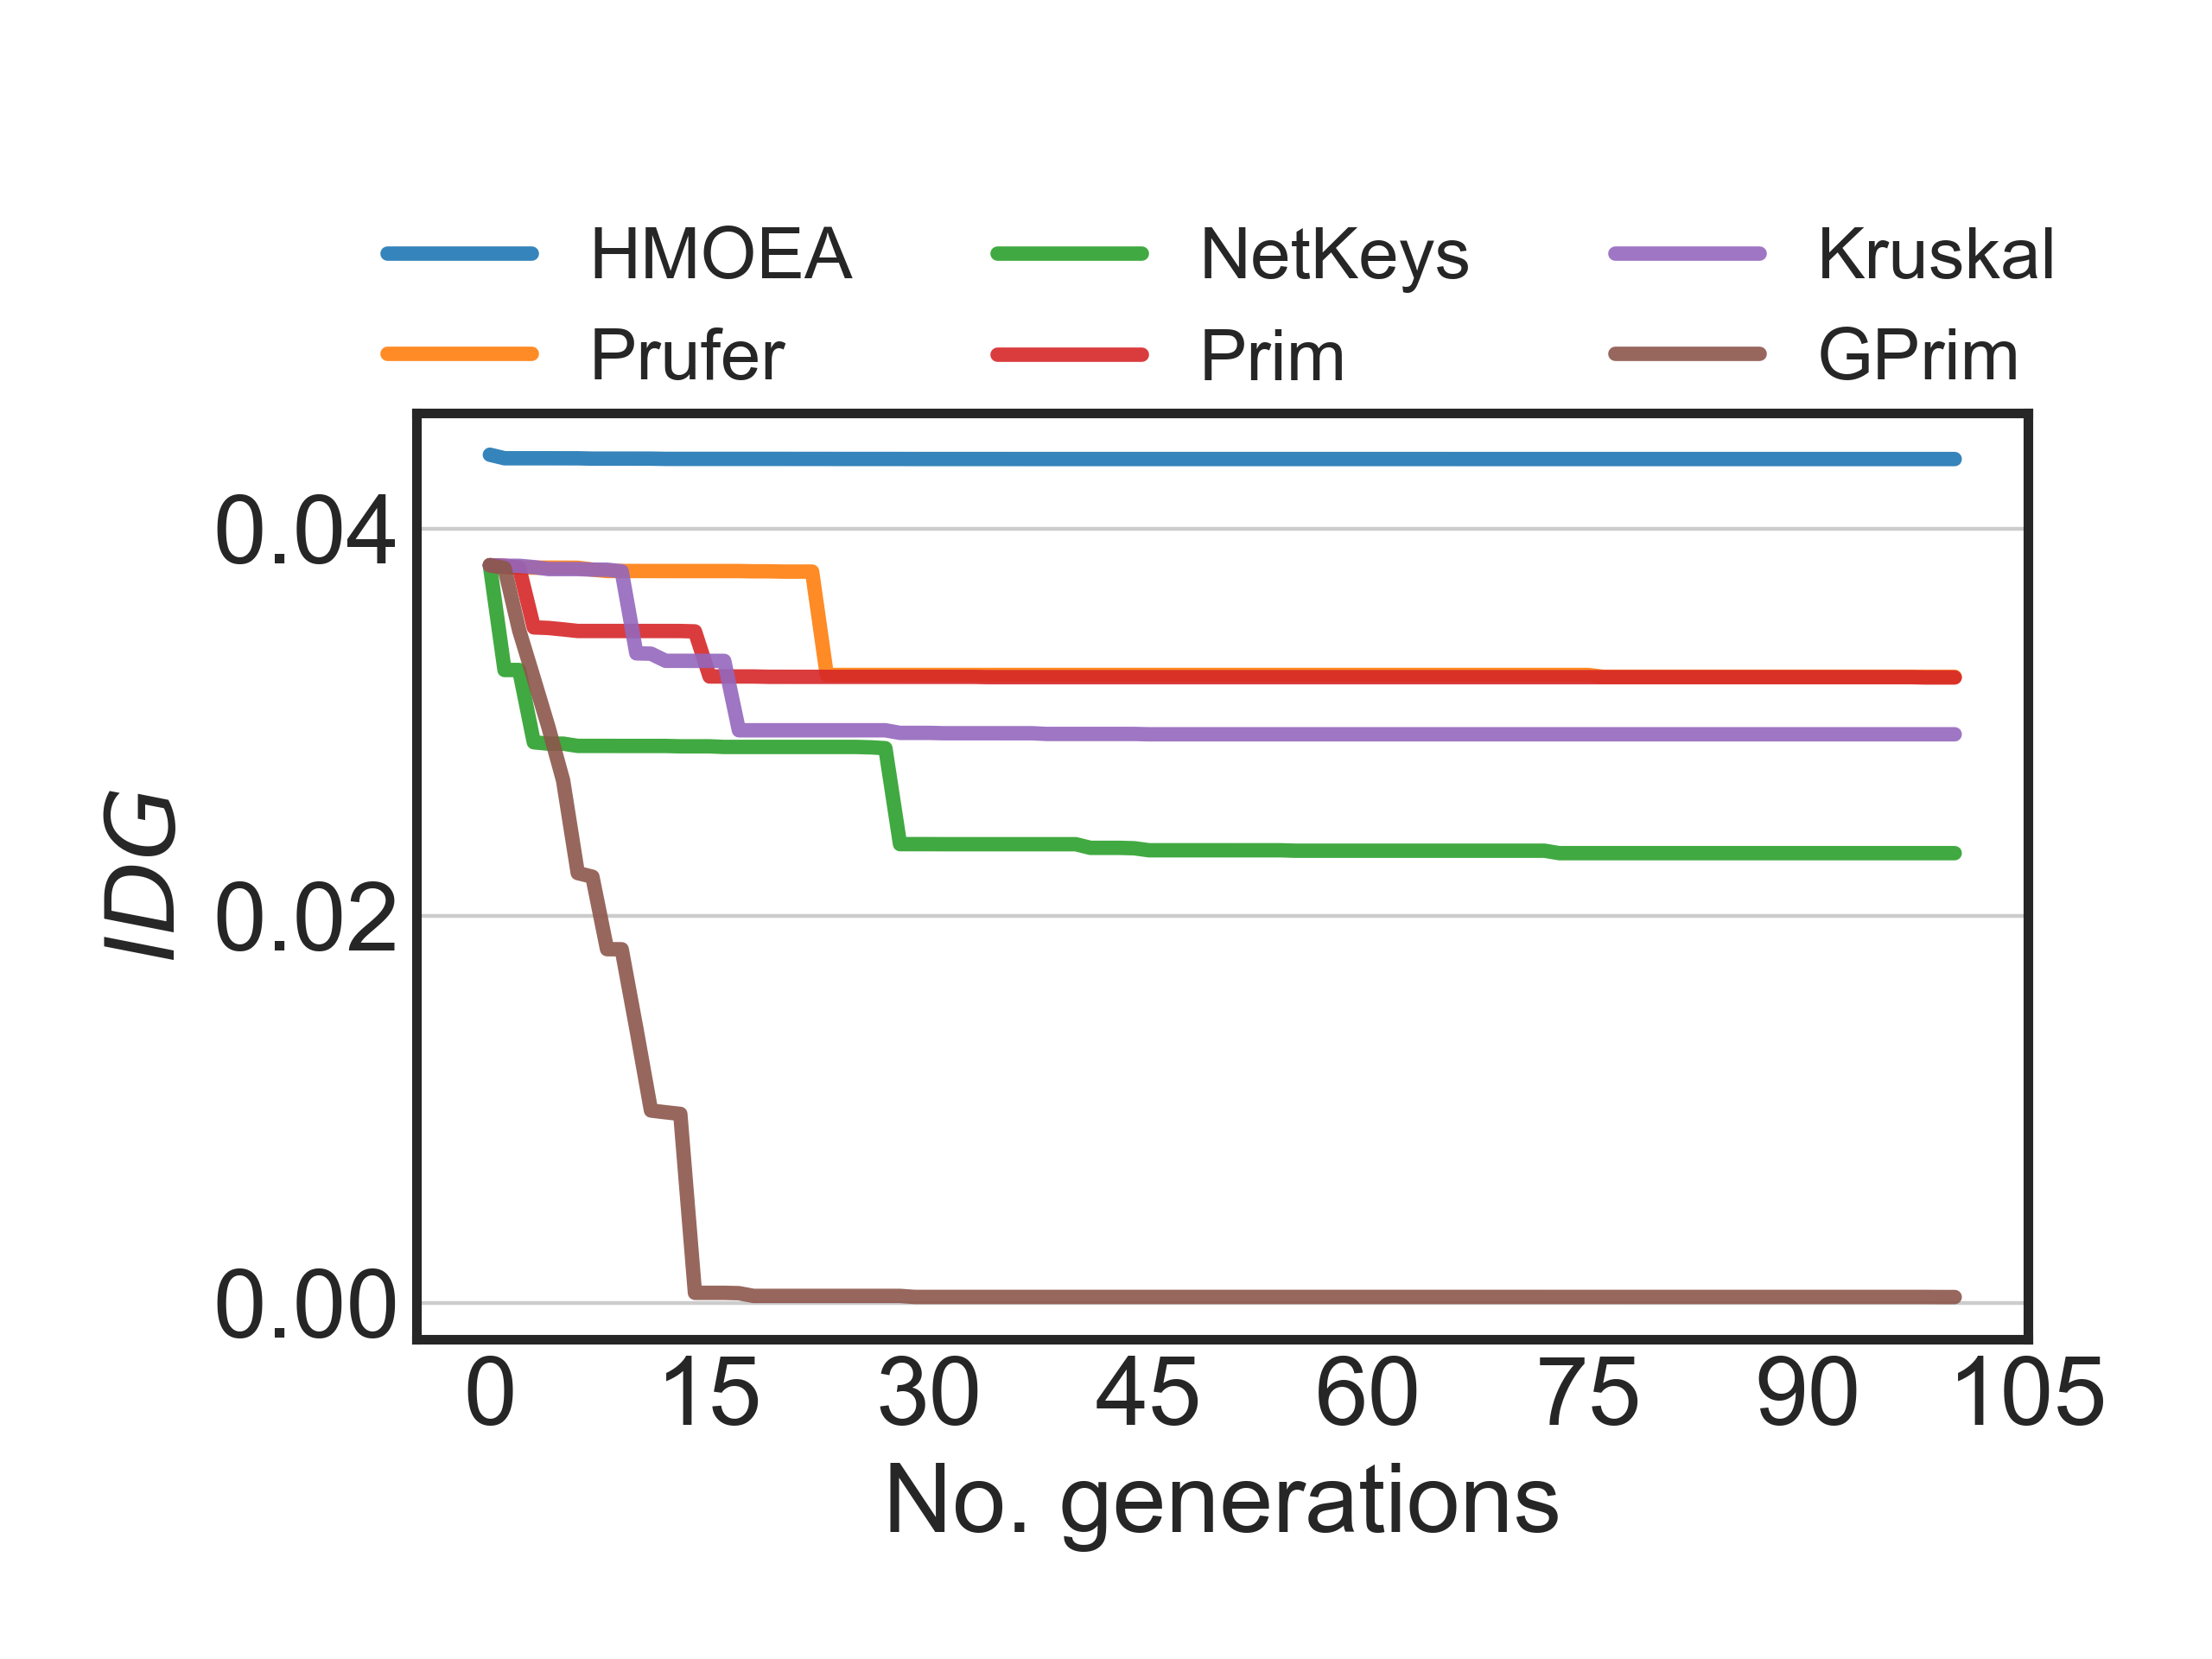 HMOEA NetKeys Kruskal
Prufer Prim GPrim
0.04
0.02
0.00
IDG
0 15 30 45 60 75 90 105
No. generations